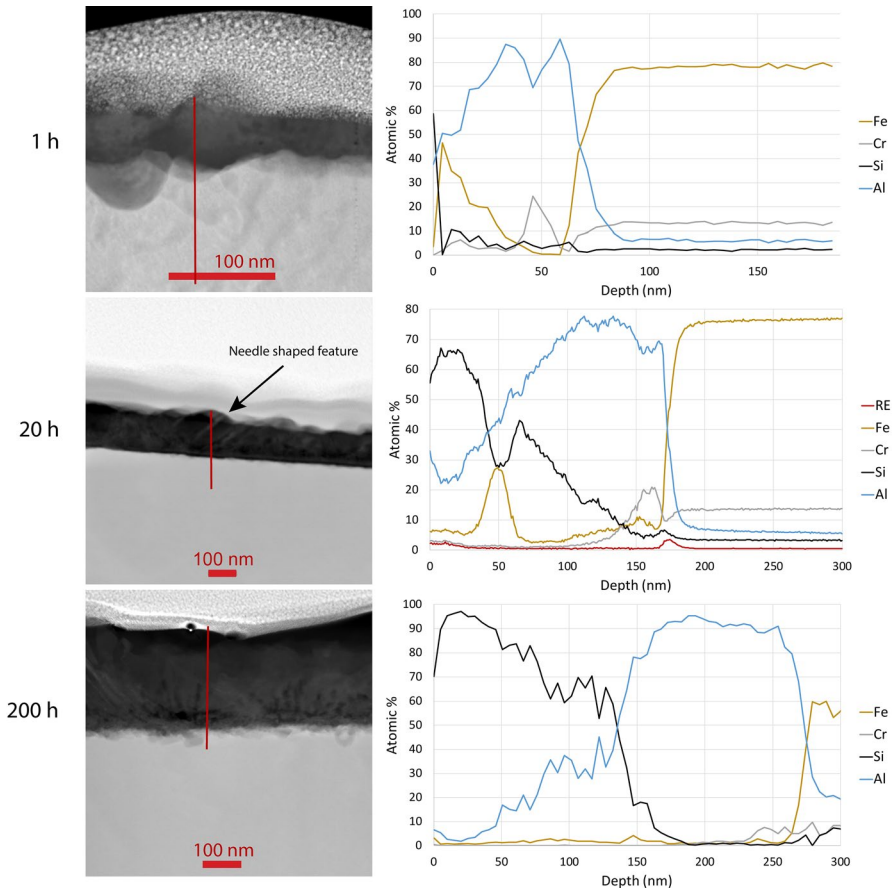 1 h
100 nm
100
90
80
70
60
50
40
30
20
10
0
Atomic %
0 50 100 150
Depth (nm)
Fe
Cr
Si
Al
20 h
Needle shaped feature
100 nm
80
70
60
50
40
30
20
10
0
Atomic %
0 50 100 150 200 250 300
Depth (nm)
RE
Fe
Cr
Si
Al
200 h
100 nm
100
90
80
70
60
50
40
30
20
10
0
Atomic %
0 50 100 150 200 250 300
Depth (nm)
Fe
Cr
Si
Al